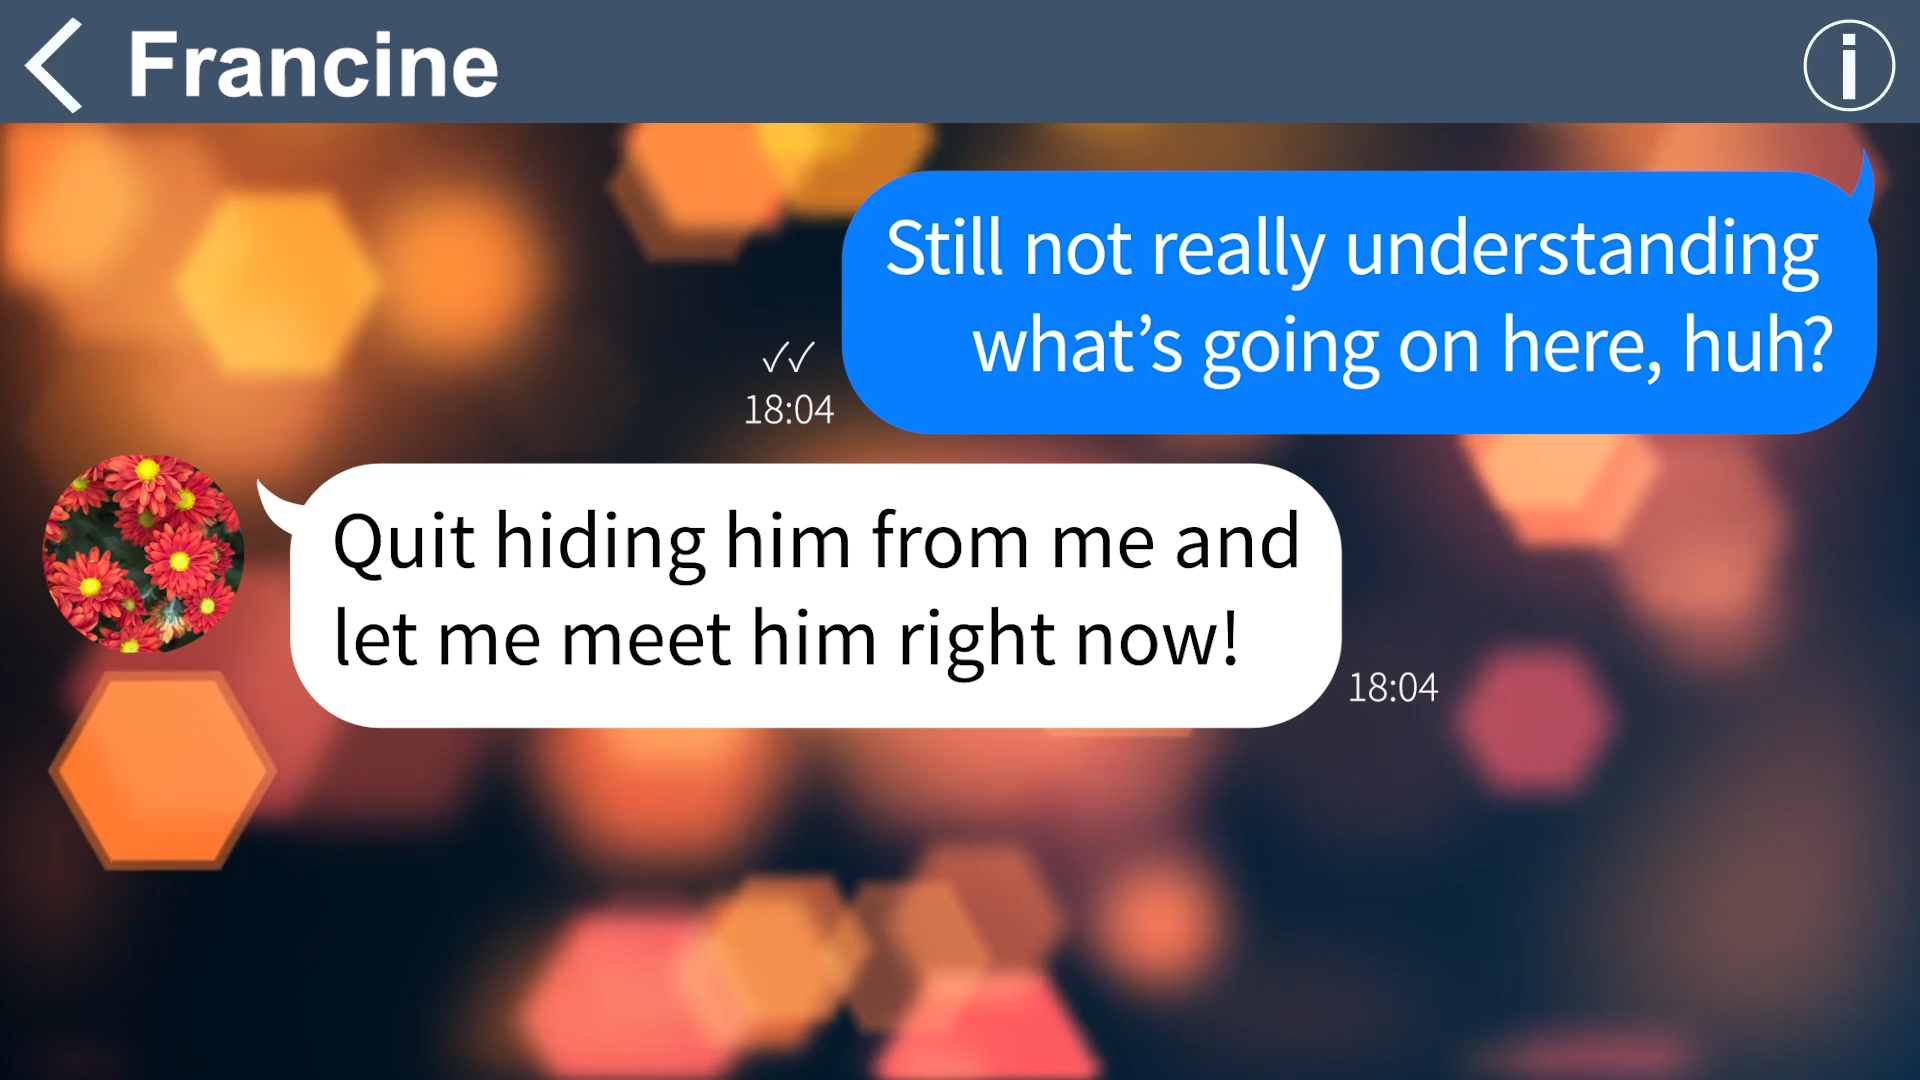 Francine
Still not really understanding
what’s going on here, huh?
✓✓
18:04
Quit hiding him from me and
let me meet him right now!
18:04